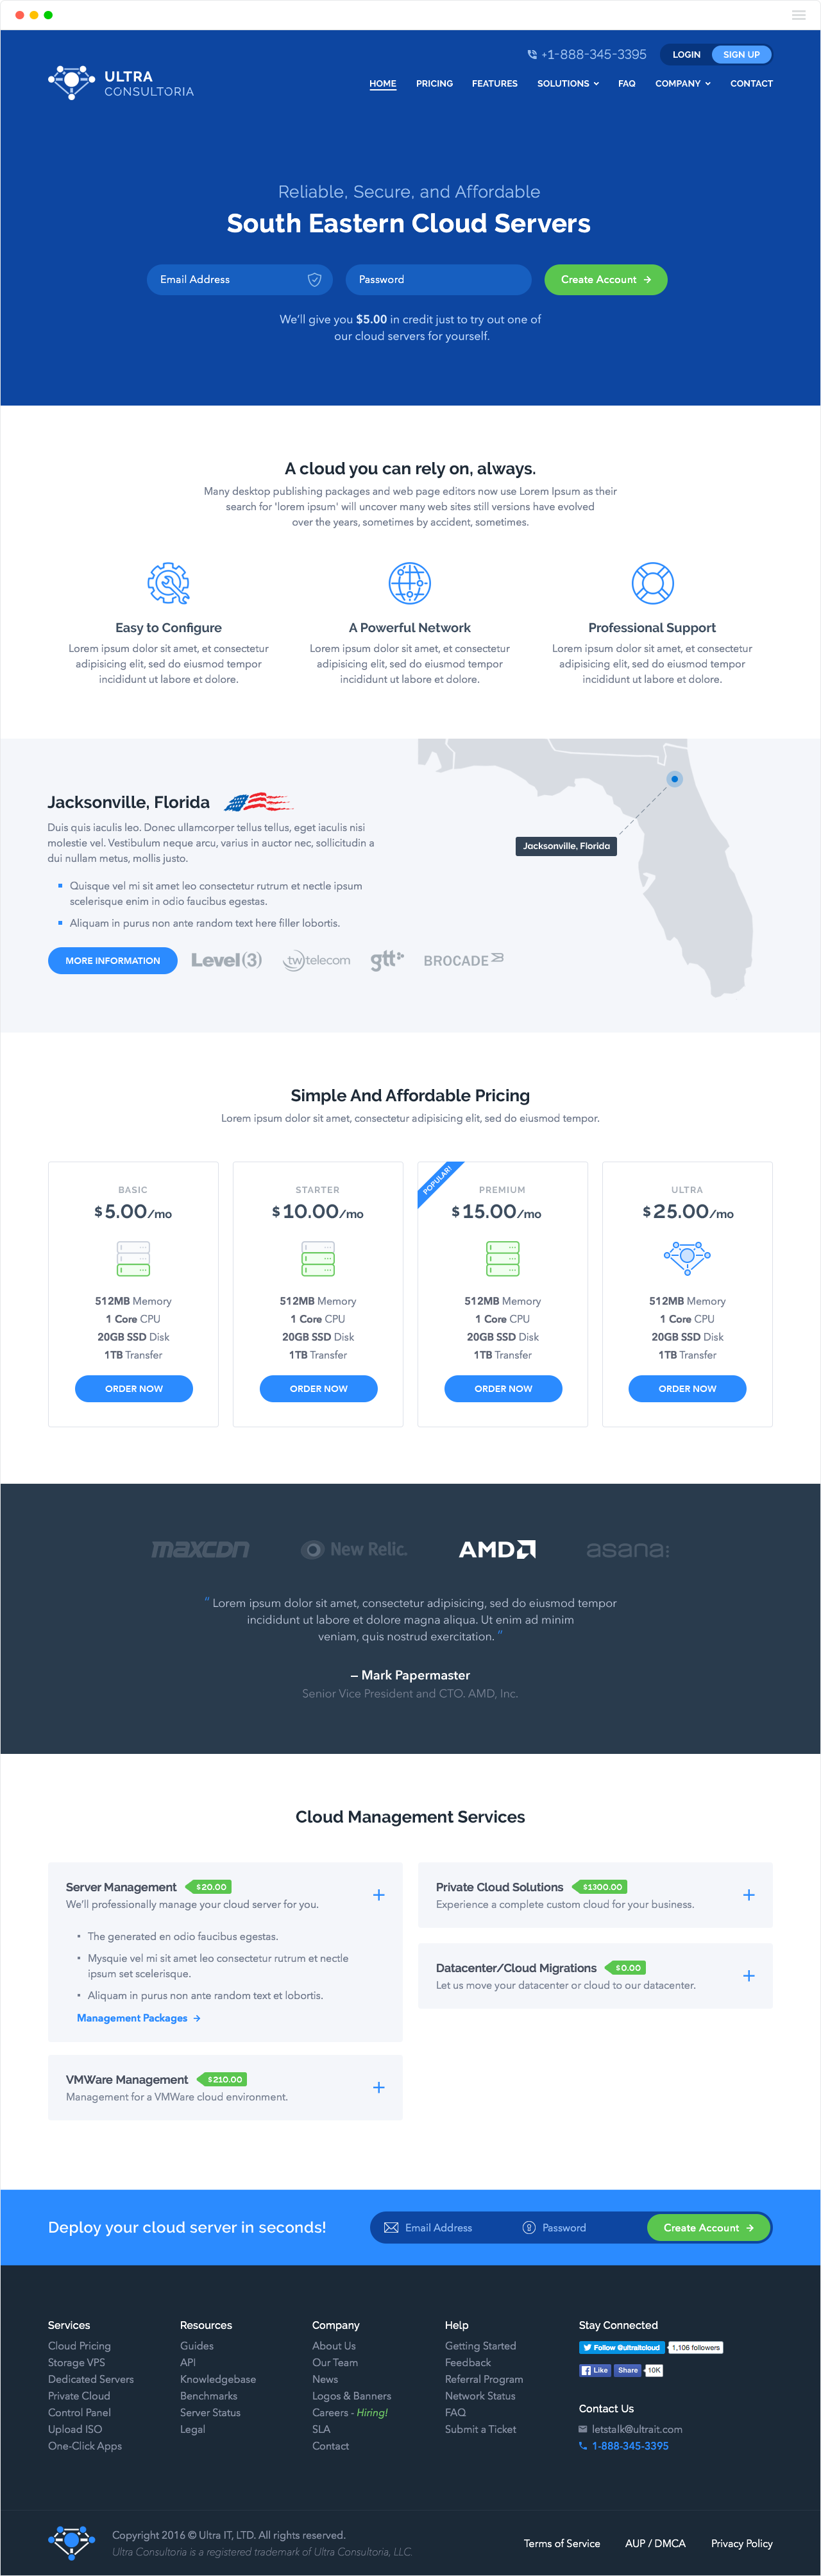 +1-888-345-3395
LOGIN
SIGN UP
ULTRA
CONSULTORIA
HOME
PRICING
FEATURES
SOLUTIONS
FAQ
COMPANY
CONTACT
Reliable, Secure, and Affordable
South Eastern Cloud Servers
Email Address
Password
Create Account
We'll give you $5.00 in credit just to try out one of
our cloud servers for yourself.
A cloud you can rely on, always.
Many desktop publishing packages and web page editors now use Lorem Ipsum as their
search for 'lorem ipsum' will uncover many web sites still versions have evolved
over the years, sometimes by accident, sometimes.
Easy to Configure
Lorem ipsum dolor sit amet, et consectetur
adipisicing elit, sed do eiusmod tempor
incididunt ut labore et dolore.
A Powerful Network
Lorem ipsum dolor sit amet, et consectetur
adipisicing elit, sed do eiusmod tempor
incididunt ut labore et dolore.
Professional Support
Lorem ipsum dolor sit amet, et consectetur
adipisicing elit, sed do eiusmod tempor
incididunt ut labore et dolore.
Jacksonville, Florida
Duis quis iaculis leo. Donec ullamcorper tellus tellus, eget iaculis nisi
molestie vel. Vestibulum neque arcu, varius in auctor nec, sollicitudin a
dui nullam metus, mollis justo.
Quisque vel mi sit amet leo consectetur rutrum et nectle ipsum
scelerisque enim in odio faucibus egestas.
Aliquam in purus non ante random text here filler lobortis.
MORE INFORMATION
Level(3)
tw telecom
gtt
BROCADE
Jacksonville, Florida
Simple And Affordable Pricing
Lorem ipsum dolor sit amet, consectetur adipisicing elit, sed do eiusmod tempor.
BASIC
$5.00/mo
512MB Memory
1 Core CPU
20GB SSD Disk
1TB Transfer
ORDER NOW
STARTER
$10.00/mo
512MB Memory
1 Core CPU
20GB SSD Disk
1TB Transfer
ORDER NOW
POPULAR!
PREMIUM
$15.00/mo
512MB Memory
1 Core CPU
20GB SSD Disk
1TB Transfer
ORDER NOW
ULTRA
$25.00/mo
512MB Memory
1 Core CPU
20GB SSD Disk
1TB Transfer
ORDER NOW
maxcdn
New Relic.
AMD
asana
" Lorem ipsum dolor sit amet, consectetur adipisicing, sed do eiusmod tempor
incididunt ut labore et dolore magna aliqua. Ut enim ad minim
veniam, quis nostrud exercitation. "
– Mark Papermaster
Senior Vice President and CTO. AMD, Inc.
Cloud Management Services
Server Management
$20.00
We'll professionally manage your cloud server for you.
The generated en odio faucibus egestas.
Mysquie vel mi sit amet leo consectetur rutrum et nectle
ipsum set scelerisque.
Aliquam in purus non ante random text et lobortis.
Management Packages
VMWare Management
$210.00
Management for a VMWare cloud environment.
Private Cloud Solutions
$1300.00
Experience a complete custom cloud for your business.
Datacenter/Cloud Migrations
$0.00
Let us move your datacenter or cloud to our datacenter.
Deploy your cloud server in seconds!
Email Address
Password
Create Account
Services
Cloud Pricing
Storage VPS
Dedicated Servers
Private Cloud
Control Panel
Upload ISO
One-Click Apps
Resources
Guides
API
Knowledgebase
Benchmarks
Server Status
Legal
Company
About Us
Our Team
News
Logos & Banners
Careers - Hiring!
SLA
Contact
Help
Getting Started
Feedback
Referral Program
Network Status
FAQ
Submit a Ticket
Stay Connected
Follow @ultraitcloud
1,106 followers
Like
Share
10K
Contact Us
letstalk@ultrait.com
1-888-345-3395
Copyright 2016 © Ultra IT, LTD. All rights reserved.
Ultra Consultoria is a registered trademark of Ultra Consultoria, LLC.
Terms of Service
AUP / DMCA
Privacy Policy